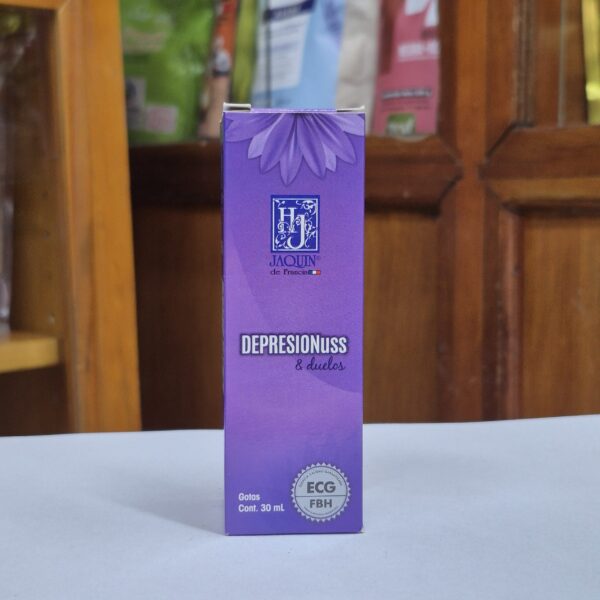 HJ
JAQUIN®
de Francia
DEPRESIONuss
& duelos
ECG
FBH
Gotas
Cont. 30 mL